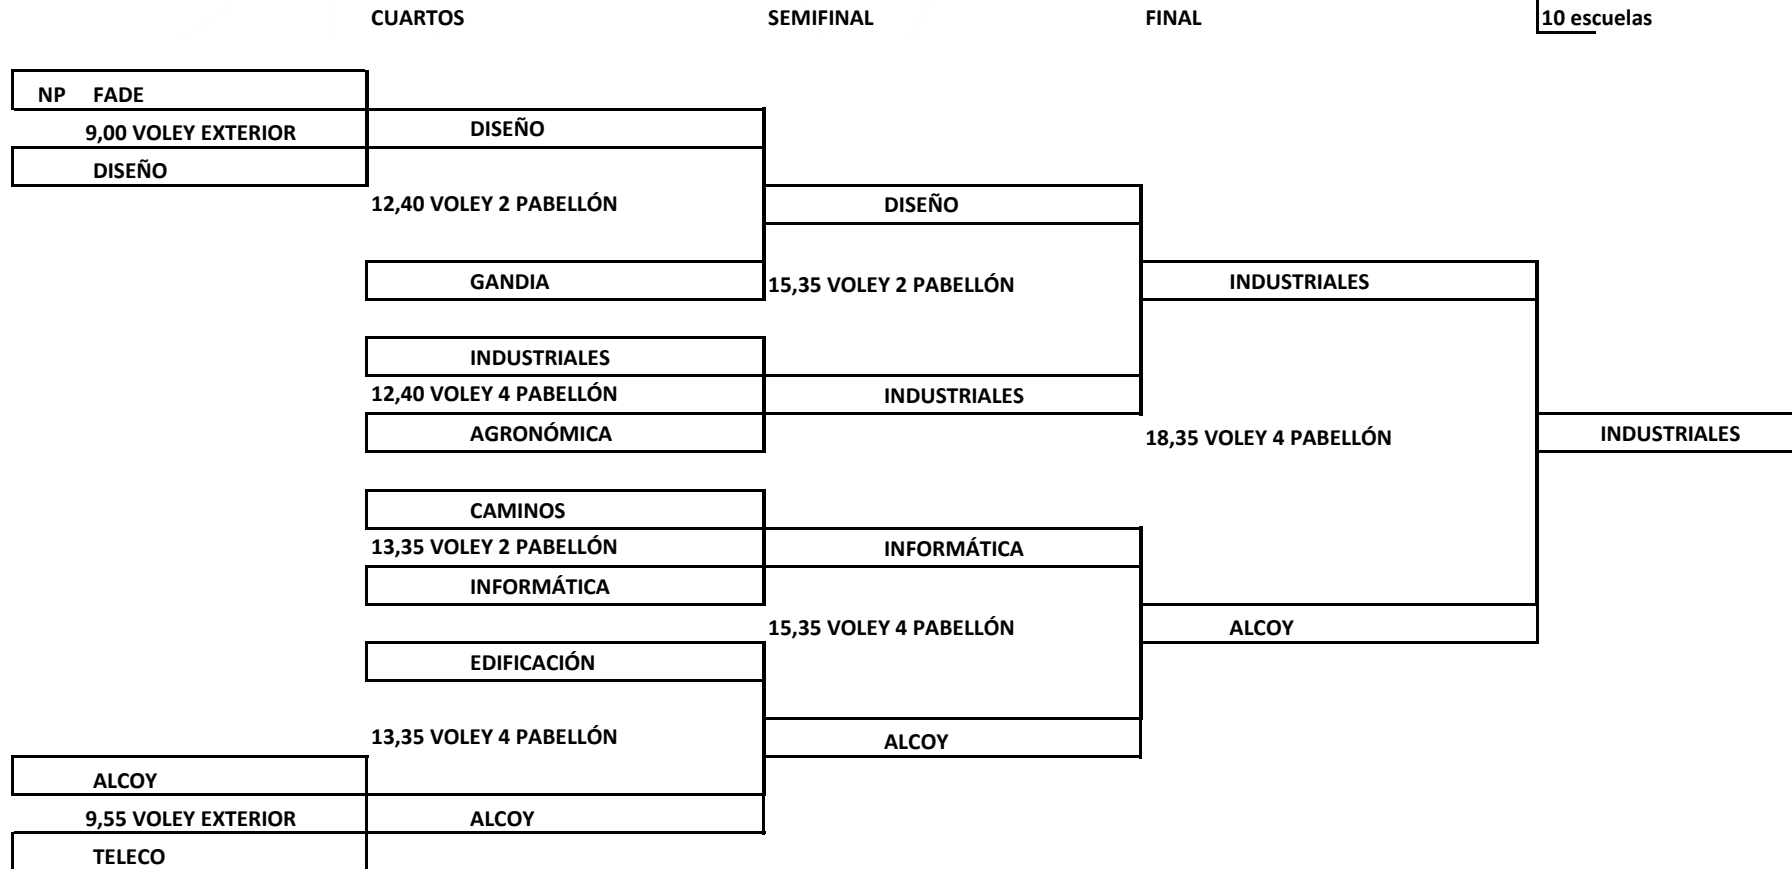 CUARTOS SEMIFINAL FINAL 10 escuelas
NP FADE
9,00 VOLEY EXTERIOR DISEÑO
DISEÑO
12,40 VOLEY 2 PABELLÓN DISEÑO
GANDIA 15,35 VOLEY 2 PABELLÓN INDUSTRIALES
INDUSTRIALES
12,40 VOLEY 4 PABELLÓN INDUSTRIALES
AGRONÓMICA 18,35 VOLEY 4 PABELLÓN INDUSTRIALES
CAMINOS
13,35 VOLEY 2 PABELLÓN INFORMÁTICA
INFORMÁTICA
15,35 VOLEY 4 PABELLÓN ALCOY
EDIFICACIÓN
13,35 VOLEY 4 PABELLÓN ALCOY
ALCOY
9,55 VOLEY EXTERIOR ALCOY
TELECO